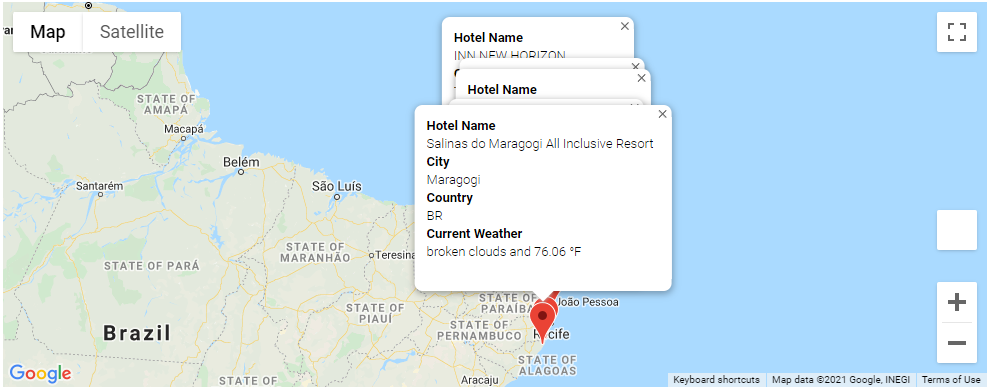 Map
Satellite
Hotel Name
INN NEW HORIZON
Hotel Name
Hotel Name
Salinas do Maragogi All Inclusive Resort
City
Maragogi
Country
BR
Current Weather
broken clouds and 76.06 °F
STATE OF
AMAPÁ
Macapá
Belém
Santarém
São Luís
STATE OF
MARANHÃO
Teresina
STATE OF PARÁ
STATE OF
PIAUÍ
STATE OF
PARAÍBA
João Pessoa
STATE OF
PERNAMBUCO
Recife
Brazil
STATE OF
ALAGOAS
Aracaju
STATE OF
Google
Keyboard shortcuts
Map data ©2021 Google, INEGI
Terms of Use